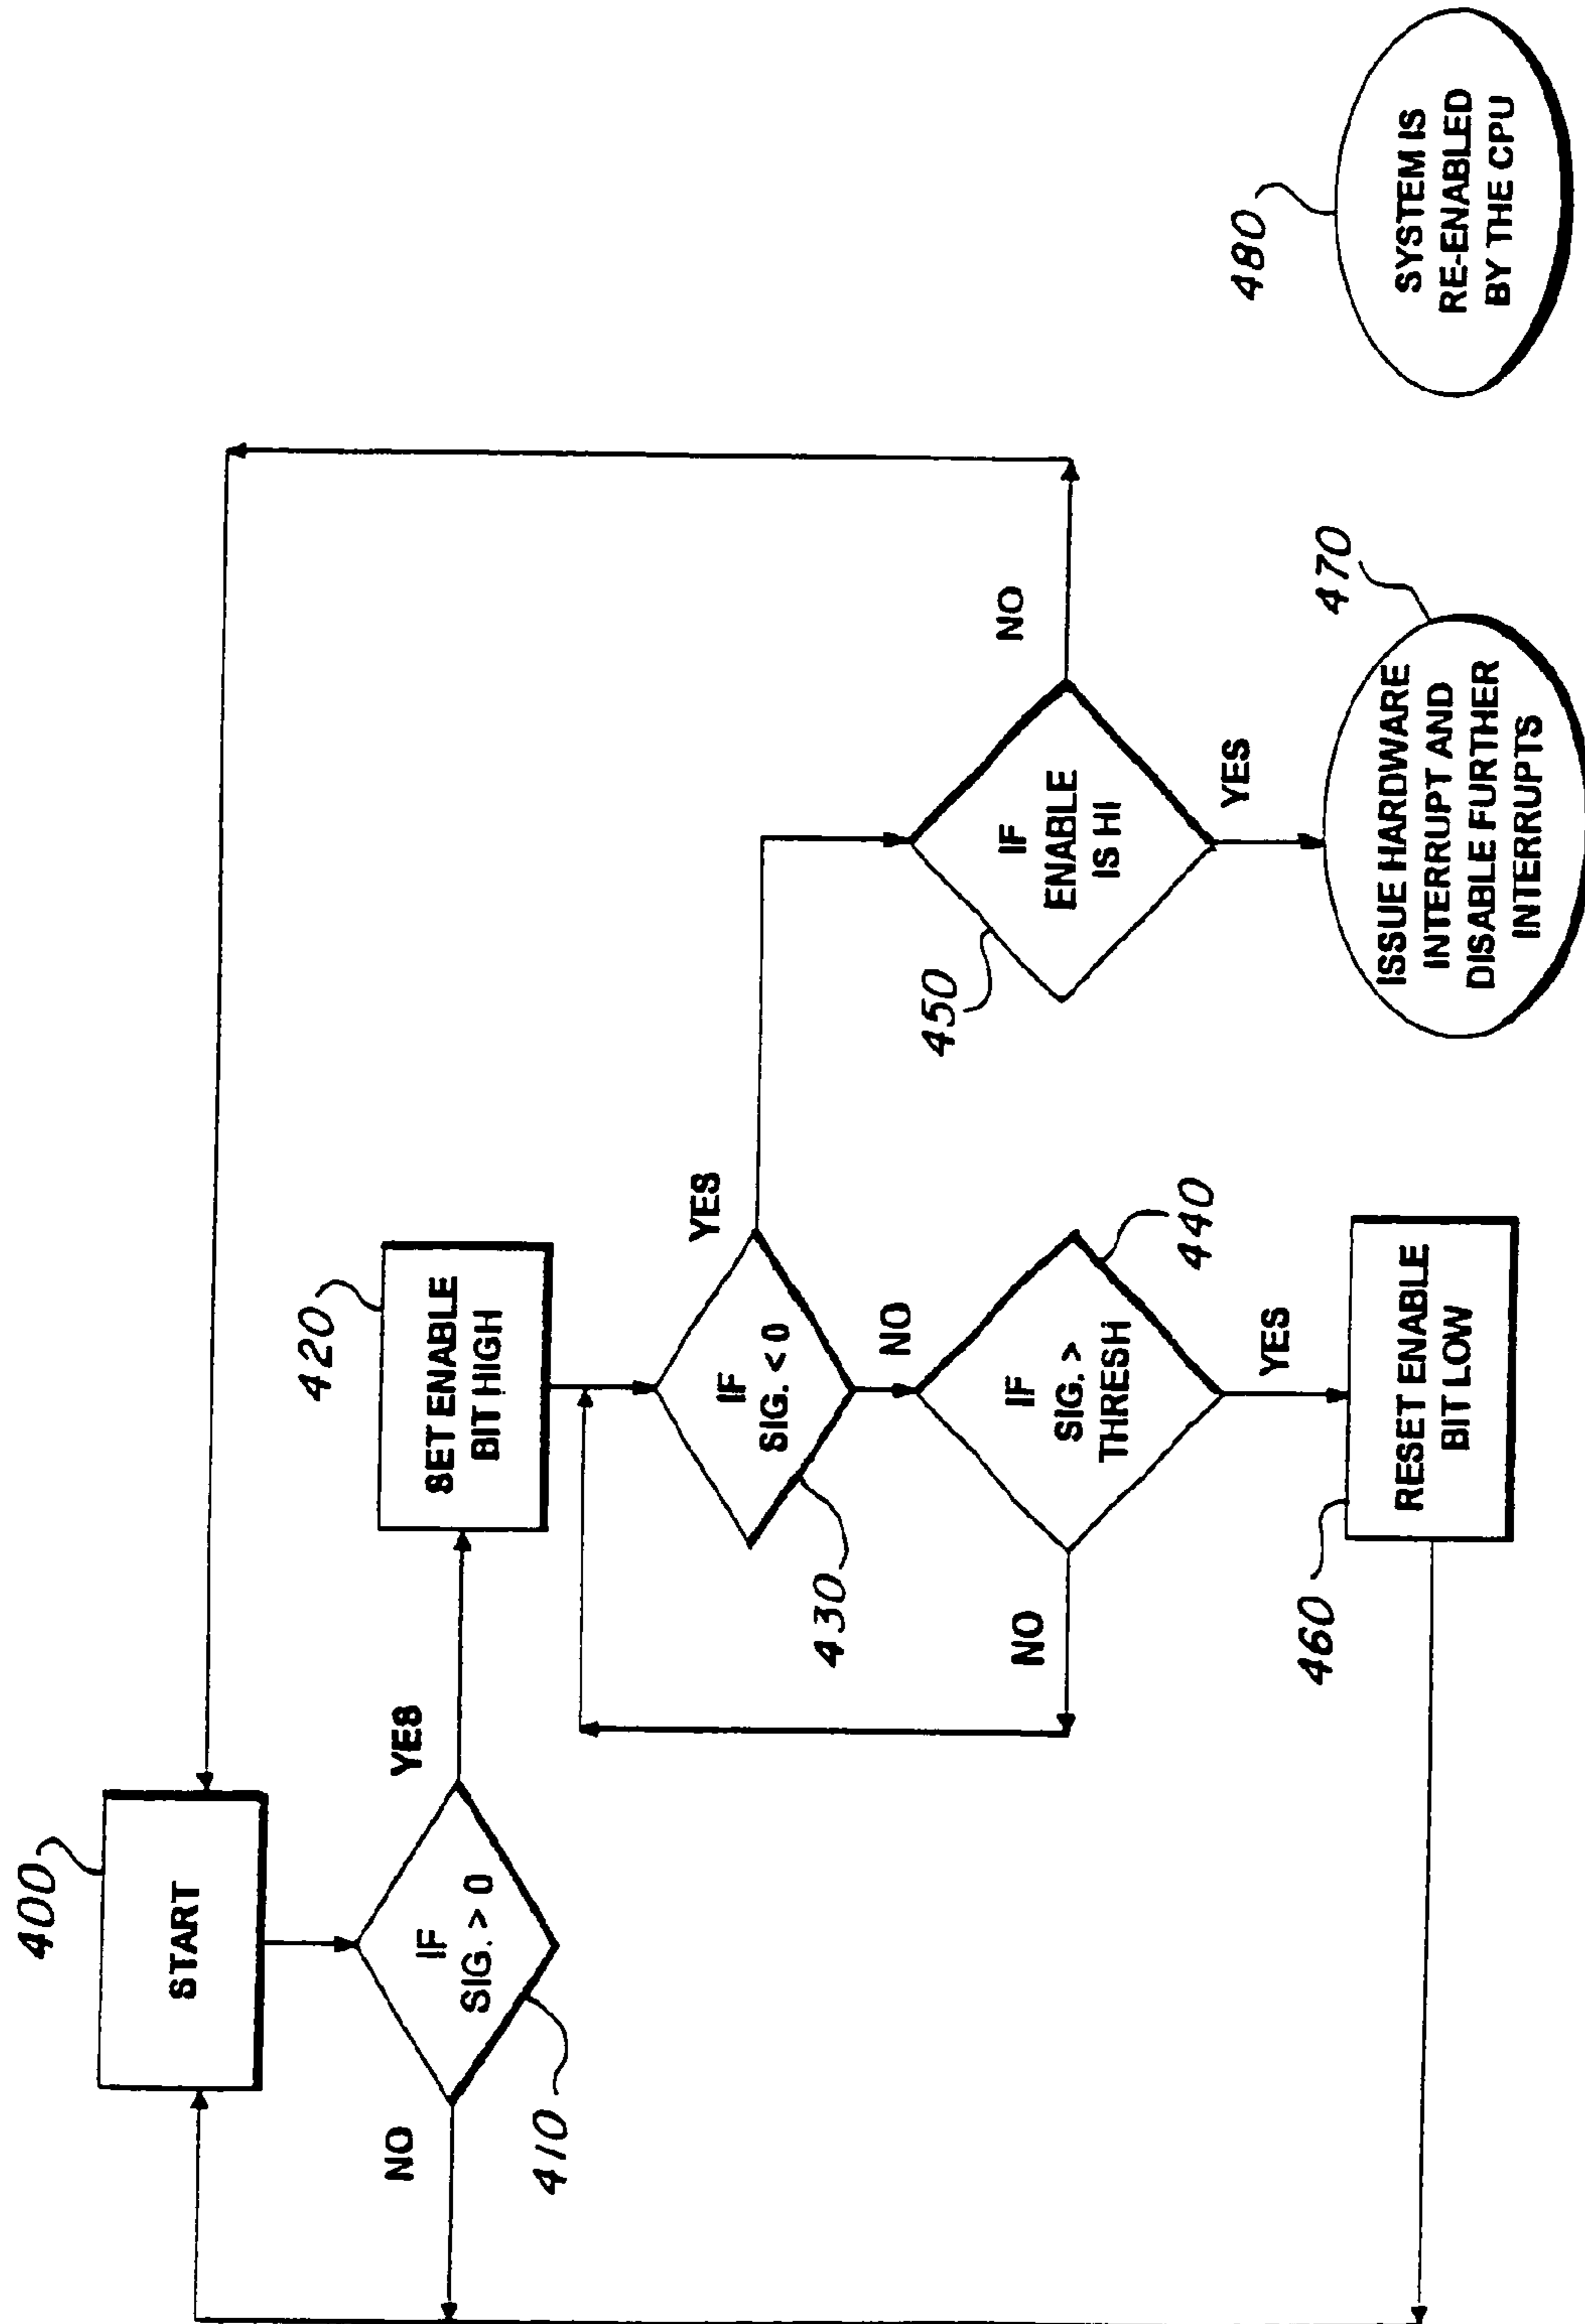 400
START
IF
SIG. > 0
410
NO
YES
420
SET ENABLE
BIT HIGH
IF
SIG. < 0
430
YES
NO
IF
SIG. >
THRESH
440
NO
YES
460
RESET ENABLE
BIT LOW
450
IF
ENABLE
IS HI
NO
YES
470
ISSUE HARDWARE
INTERRUPT AND
DISABLE FURTHER
INTERRUPTS
480
SYSTEM IS
RE-ENABLED
BY THE CPU